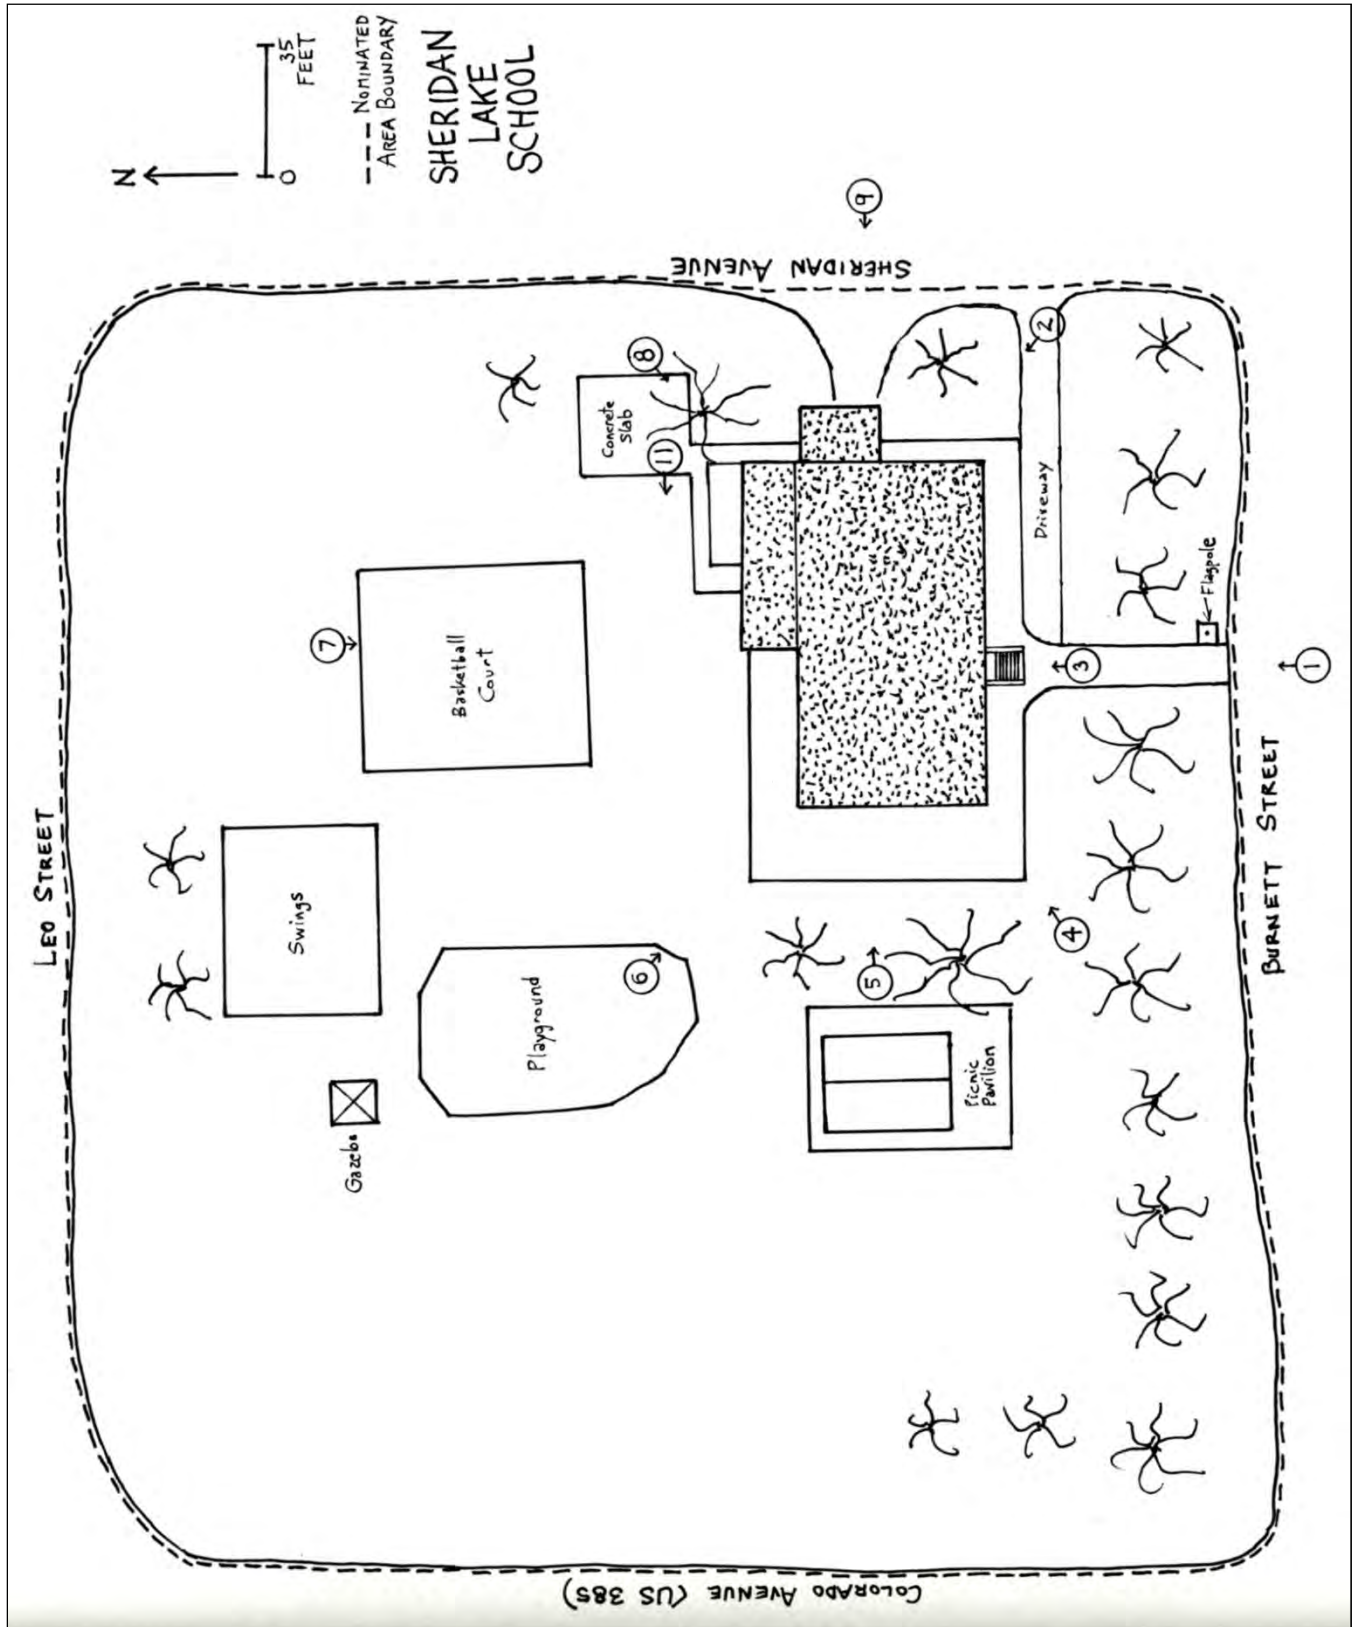 LEO STREET
N
0 35
FEET
NOMINATED
AREA BOUNDARY
SHERIDAN
LAKE
SCHOOL
Swings
Gazebo
7
Basketball
Court
Playground
6
Concrete
Slab
8
11
SHERIDAN AVENUE
9
COLORADO AVENUE (US 385)
5
Picnic
Pavilion
Driveway
2
4
3
Flagpole
BURNETT STREET
1